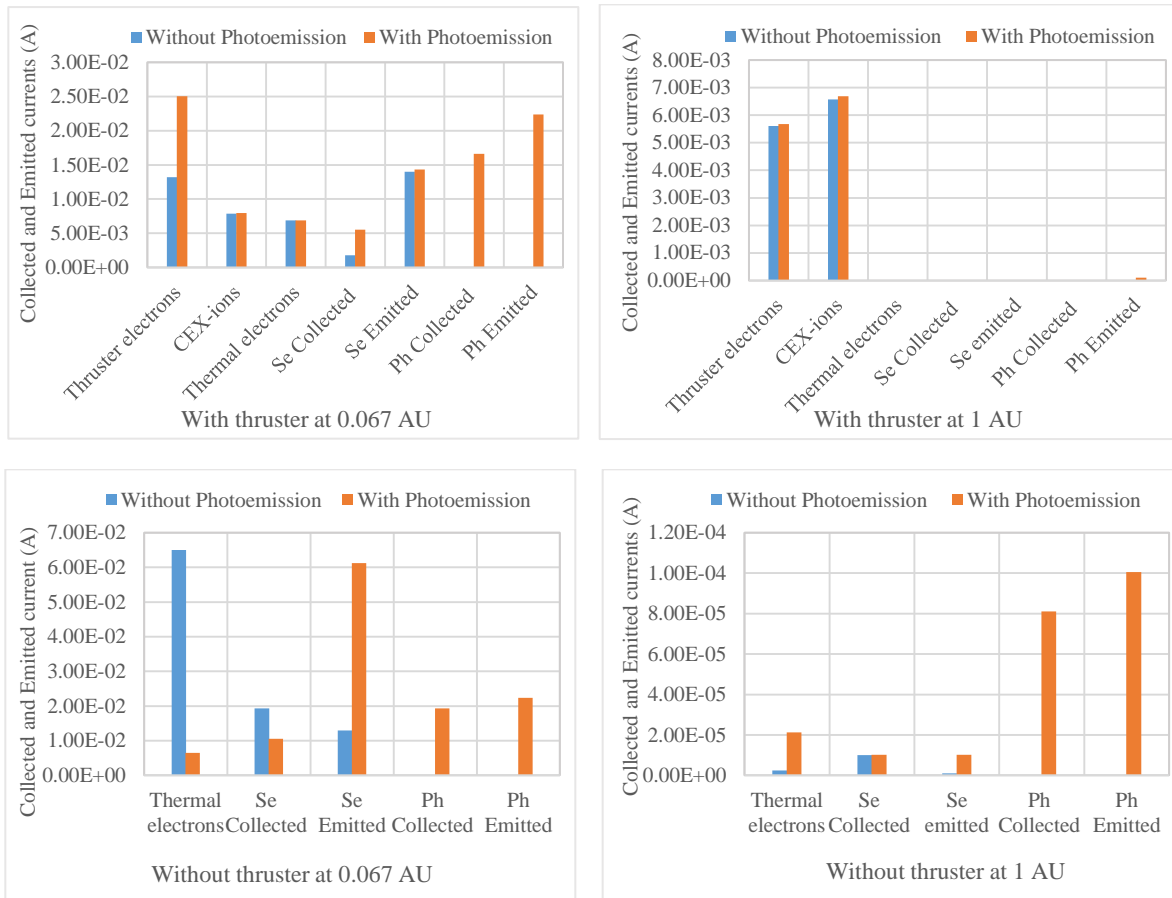 Without Photoemission With Photoemission
Collected and Emitted currents (A)
3.00E-02
2.50E-02
2.00E-02
1.50E-02
1.00E-02
5.00E-03
0.00E+00
Thruster electrons
CEX-ions
Thermal electrons
Se Collected
Se Emitted
Ph Collected
Ph Emitted
With thruster at 0.067 AU
Without Photoemission With Photoemission
Collected and Emitted currents (A)
8.00E-03
7.00E-03
6.00E-03
5.00E-03
4.00E-03
3.00E-03
2.00E-03
1.00E-03
0.00E+00
Thruster electrons
CEX-ions
Thermal electrons
Se Collected
Se emitted
Ph Collected
Ph Emitted
With thruster at 1 AU
Without Photoemission With Photoemission
Collected and Emitted current (A)
7.00E-02
6.00E-02
5.00E-02
4.00E-02
3.00E-02
2.00E-02
1.00E-02
0.00E+00
Thermal Se Se Ph Ph
electrons Collected Emitted Collected Emitted
Without thruster at 0.067 AU
Without Photoemission With Photoemission
Collected and Emitted currents (A)
1.20E-04
1.00E-04
8.00E-05
6.00E-05
4.00E-05
2.00E-05
0.00E+00
Thermal Se Se Ph Ph
electrons Collected emitted Collected Emitted
Without thruster at 1 AU